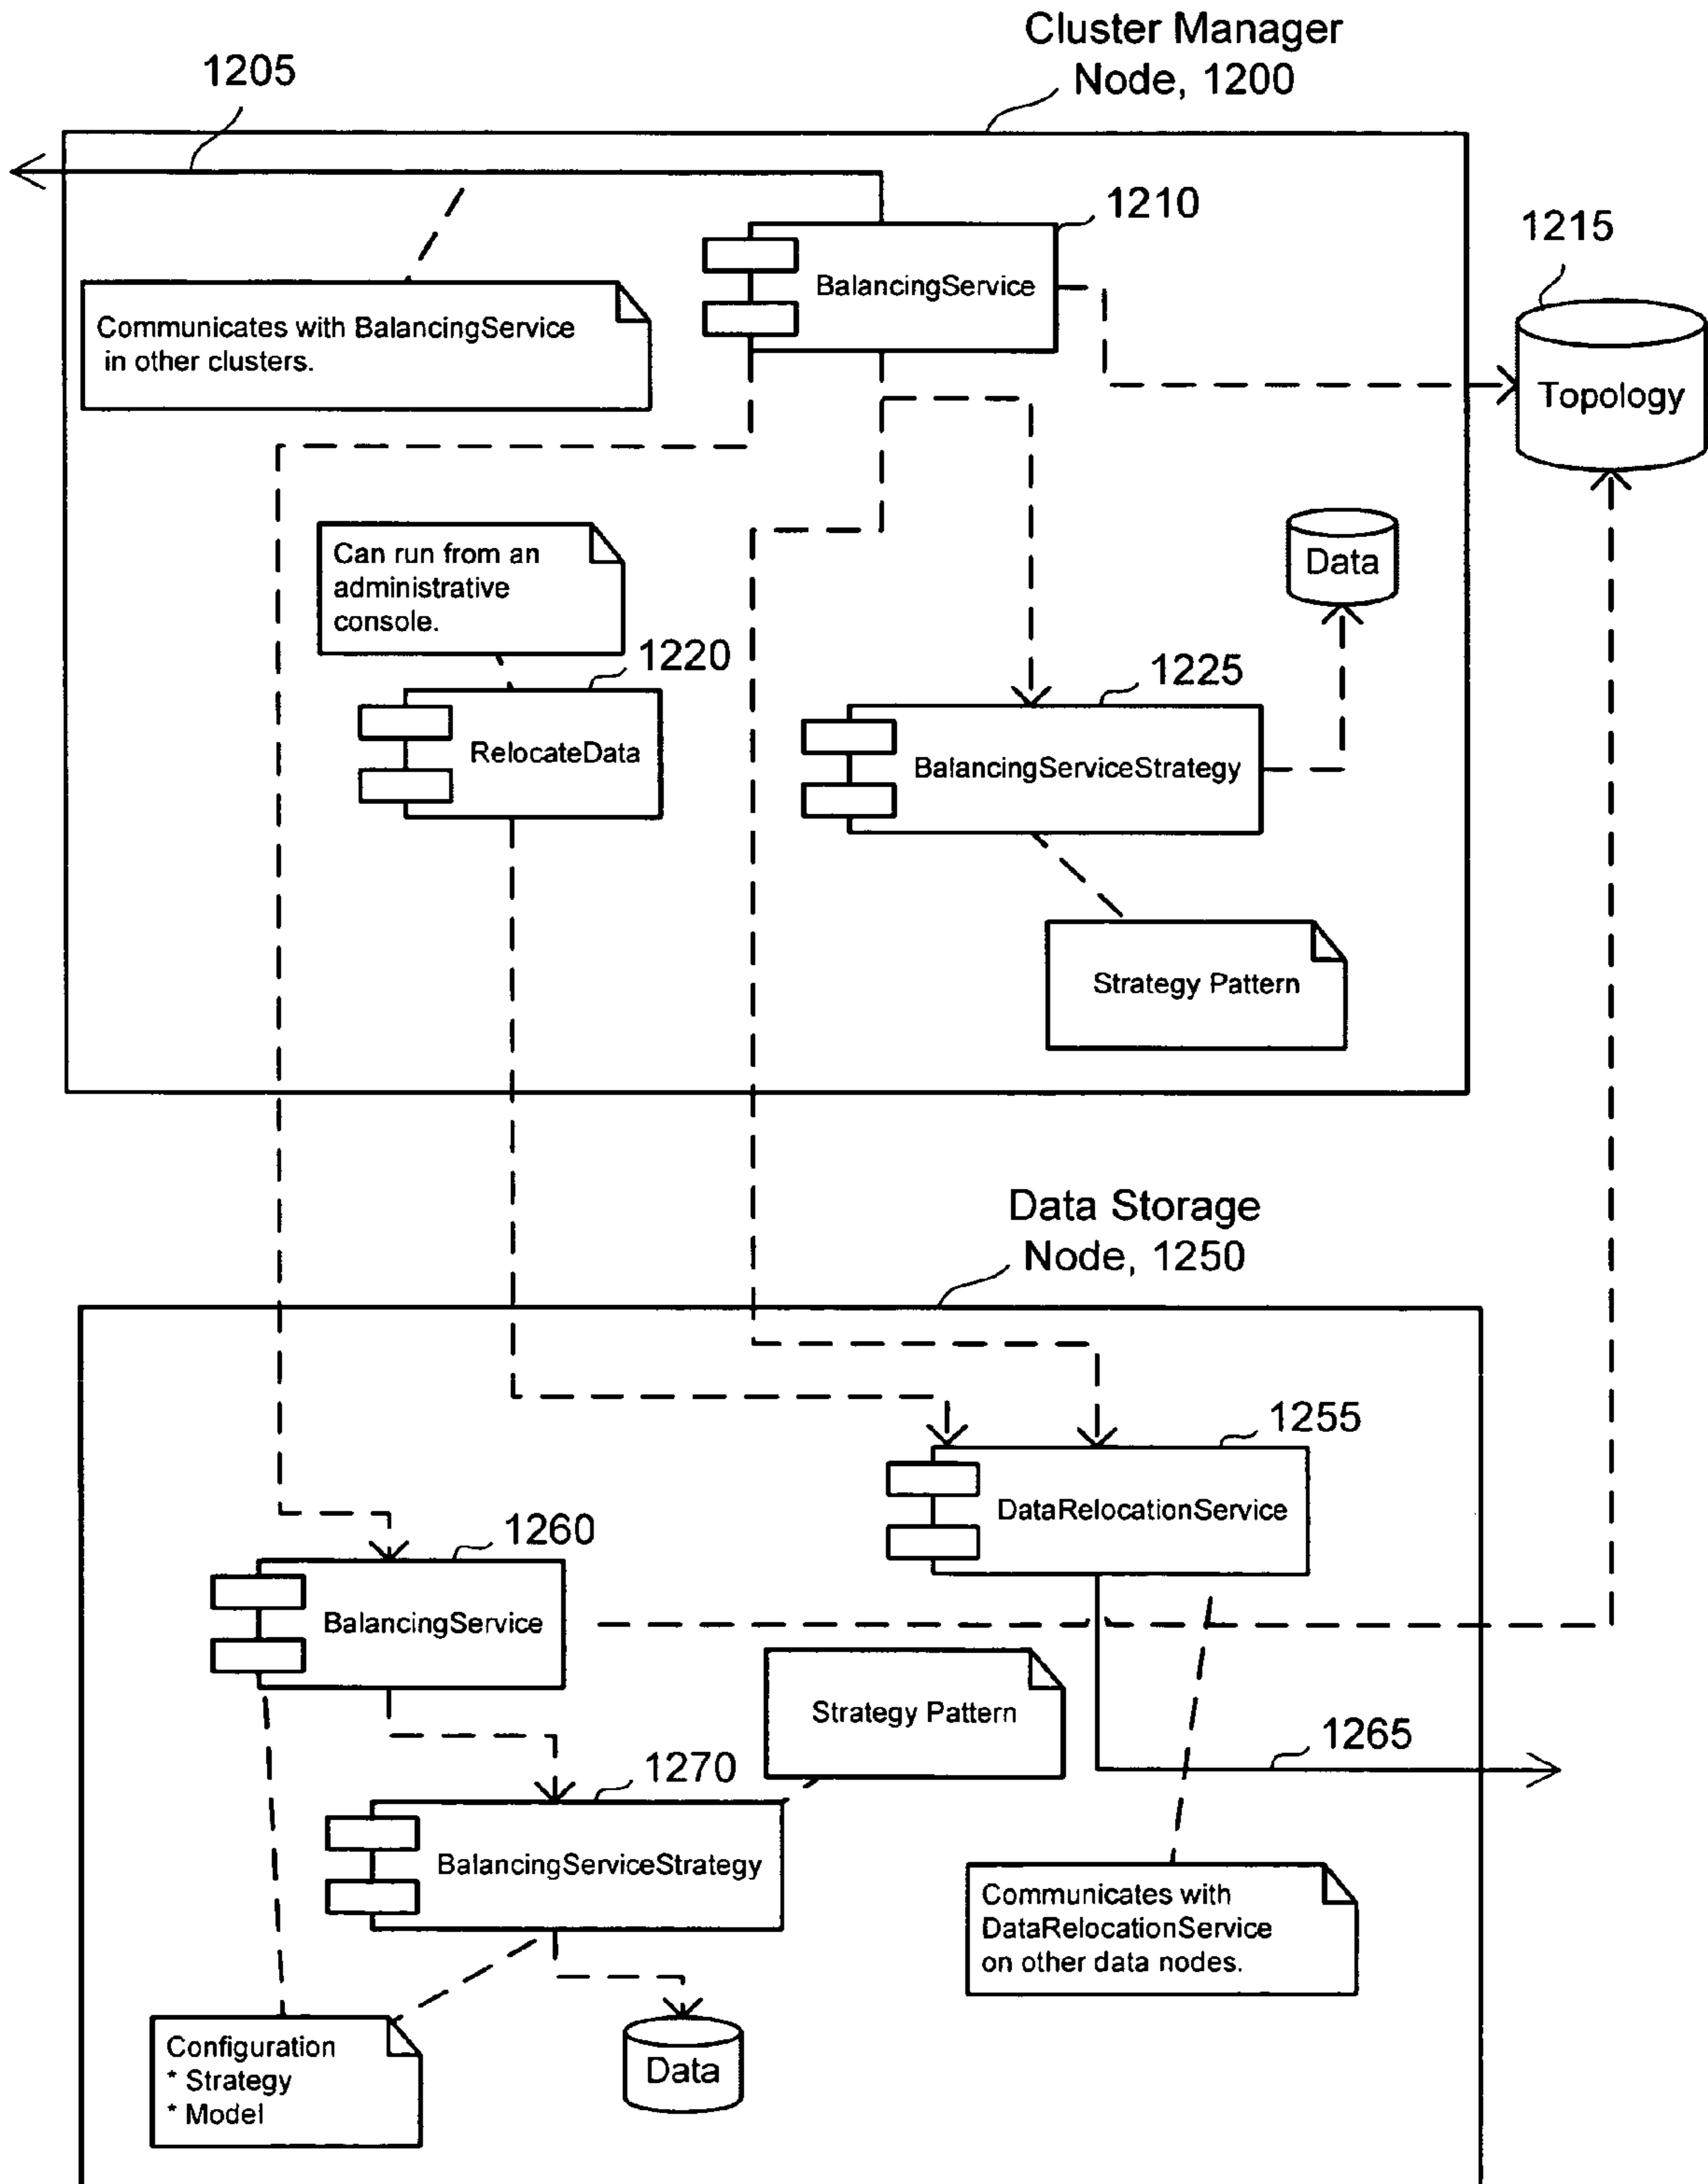 Cluster Manager
Node, 1200
1205
1210
1215
BalancingService
Communicates with BalancingService
in other clusters.
Topology
Can run from an
administrative
console.
Data
1220
1225
RelocateData
BalancingServiceStrategy
Strategy Pattern
Data Storage
Node, 1250
1255
DataRelocationService
1260
BalancingService
Strategy Pattern
1265
1270
BalancingServiceStrategy
Communicates with
DataRelocationService
on other data nodes.
Configuration
* Strategy
* Model
Data